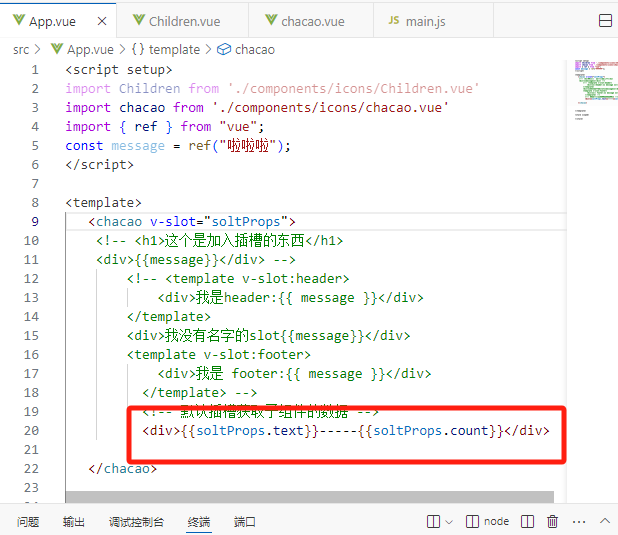 App.vue
Children.vue
chacao.vue
JS main.js
src > App.vue > {} template > chacao
1 <script setup>
2 import Children from './components/icons/Children.vue'
3 import chacao from './components/icons/chacao.vue'
4 import { ref } from "vue";
5 const message = ref("啦啦啦");
6 </script>
7
8 <template>
9 <chacao v-slot="soltProps">
10 <!-- <h1>这个是加入插槽的东西</h1>
11 <div>{{message}}</div> -->
12 <!-- <template v-slot:header>
13 <div>我是header:{{ message }}</div>
14 </template>
15 <div>我没有名字的slot{{message}}</div>
16 <template v-slot:footer>
17 <div>我是 footer:{{ message }}</div>
18 </template> -->
19 <!-- 默认插槽获取子组件的数据 -->
20 <div>{{soltProps.text}}-----{{soltProps.count}}</div>
21
22 </chacao>
23
问题 输出 调试控制台 终端 端口 node